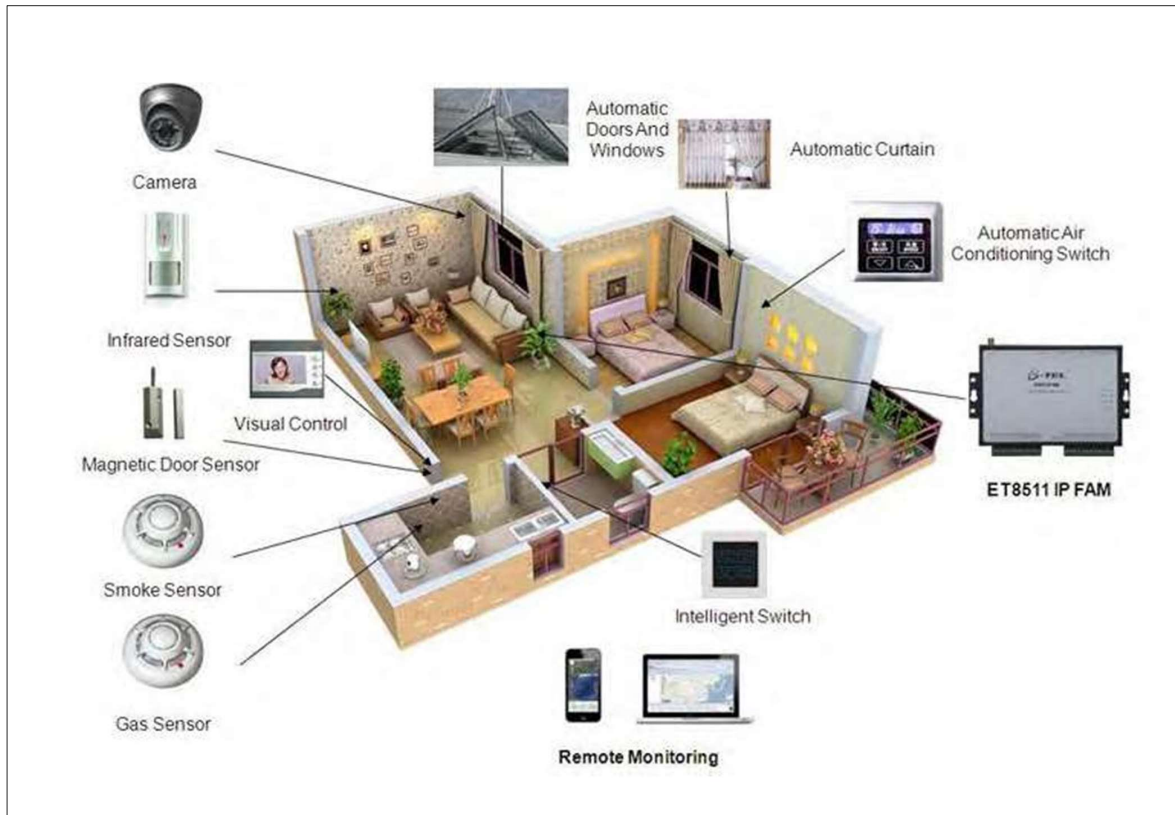 Camera
Automatic
Doors And
Windows
Automatic Curtain
Automatic Air
Conditioning Switch
Infrared Sensor
Visual Control
Magnetic Door Sensor
ET8511 IP FAM
Smoke Sensor
Intelligent Switch
Gas Sensor
Remote Monitoring